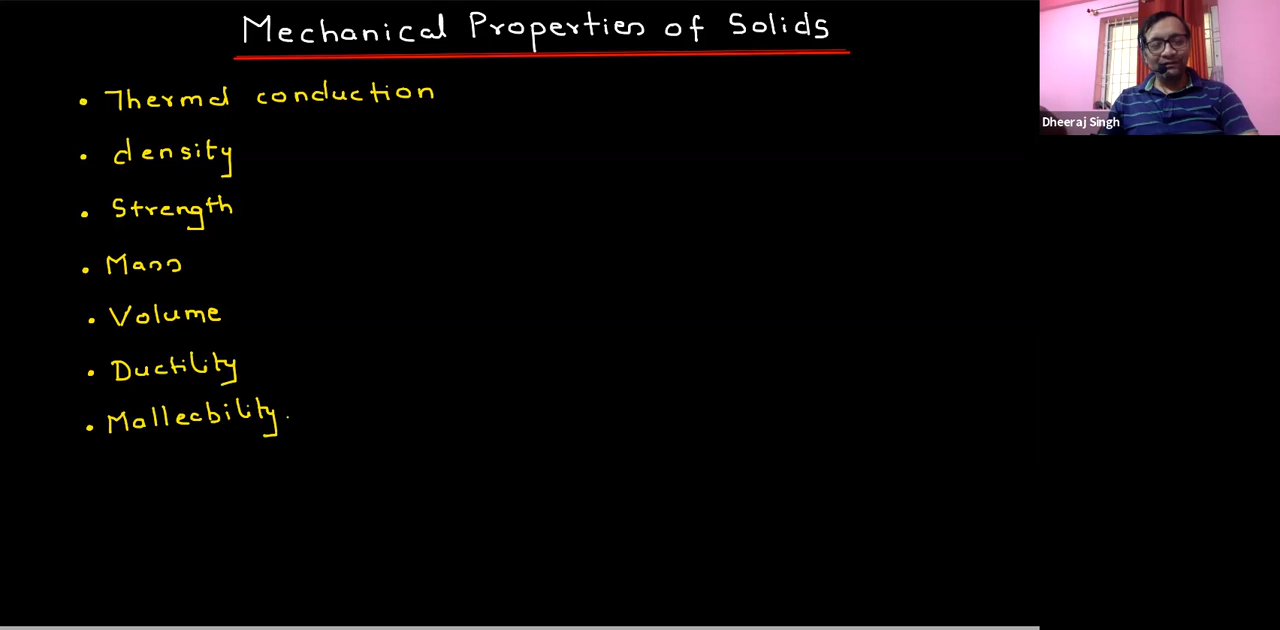 Mechanical Properties of Solids
• Thermal conduction
• density
• Strength
• Mass
• Volume
• Ductility
• Malleability.
Dheeraj Singh